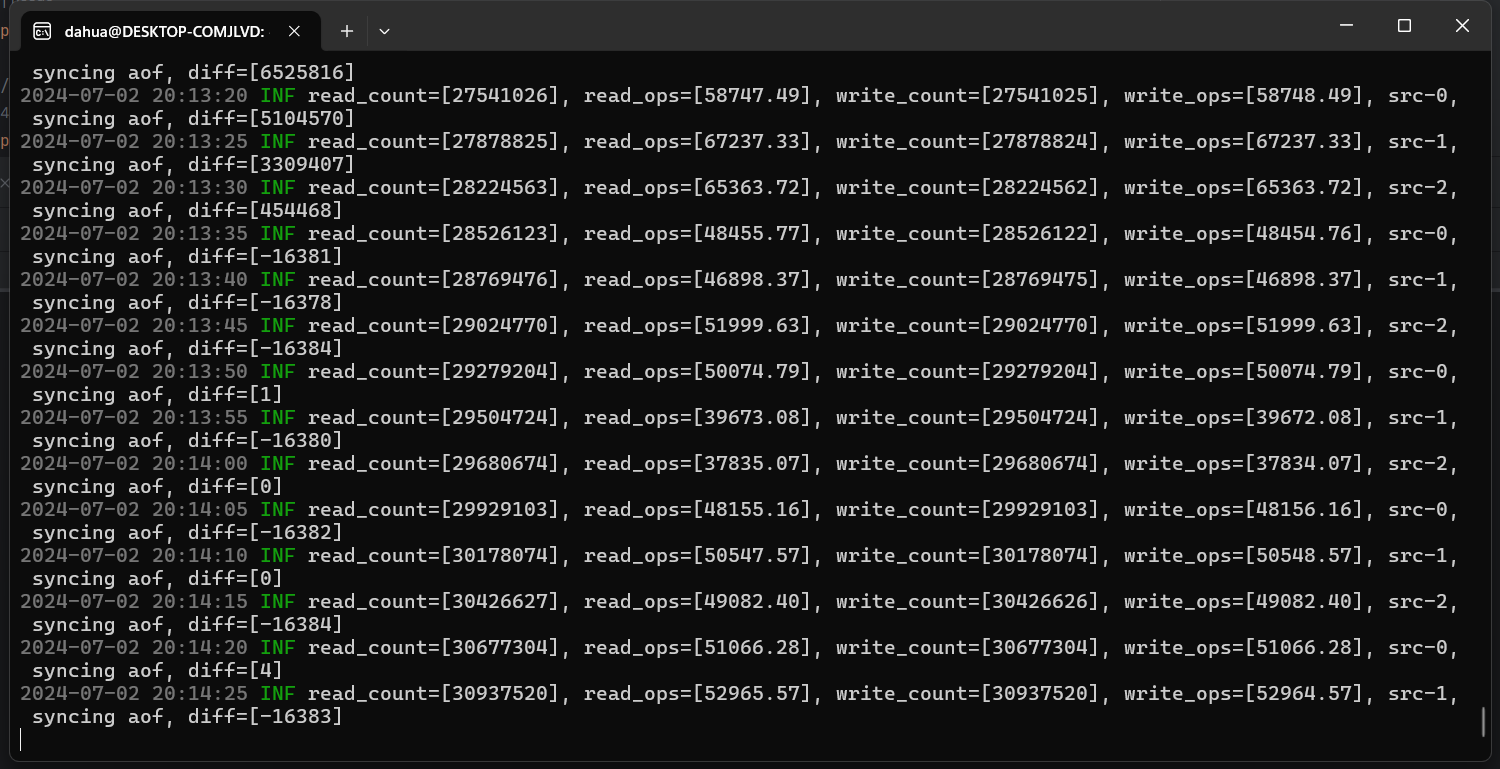 dahua@DESKTOP-COMJLVD:
syncing aof, diff=[6525816]
2024-07-02 20:13:20 INF read_count=[27541026], read_ops=[58747.49], write_count=[27541025], write_ops=[58748.49], src-0,
syncing aof, diff=[5104570]
2024-07-02 20:13:25 INF read_count=[27878825], read_ops=[67237.33], write_count=[27878824], write_ops=[67237.33], src-1,
syncing aof, diff=[3309407]
2024-07-02 20:13:30 INF read_count=[28224563], read_ops=[65363.72], write_count=[28224562], write_ops=[65363.72], src-2,
syncing aof, diff=[454468]
2024-07-02 20:13:35 INF read_count=[28526123], read_ops=[48455.77], write_count=[28526122], write_ops=[48454.76], src-0,
syncing aof, diff=[-16381]
2024-07-02 20:13:40 INF read_count=[28769476], read_ops=[46898.37], write_count=[28769475], write_ops=[46898.37], src-1,
syncing aof, diff=[-16378]
2024-07-02 20:13:45 INF read_count=[29024770], read_ops=[51999.63], write_count=[29024770], write_ops=[51999.63], src-2,
syncing aof, diff=[-16384]
2024-07-02 20:13:50 INF read_count=[29279204], read_ops=[50074.79], write_count=[29279204], write_ops=[50074.79], src-0,
syncing aof, diff=[1]
2024-07-02 20:13:55 INF read_count=[29504724], read_ops=[39673.08], write_count=[29504724], write_ops=[39672.08], src-1,
syncing aof, diff=[-16380]
2024-07-02 20:14:00 INF read_count=[29680674], read_ops=[37835.07], write_count=[29680674], write_ops=[37834.07], src-2,
syncing aof, diff=[0]
2024-07-02 20:14:05 INF read_count=[29929103], read_ops=[48155.16], write_count=[29929103], write_ops=[48156.16], src-0,
syncing aof, diff=[-16382]
2024-07-02 20:14:10 INF read_count=[30178074], read_ops=[50547.57], write_count=[30178074], write_ops=[50548.57], src-1,
syncing aof, diff=[0]
2024-07-02 20:14:15 INF read_count=[30426627], read_ops=[49082.40], write_count=[30426626], write_ops=[49082.40], src-2,
syncing aof, diff=[-16384]
2024-07-02 20:14:20 INF read_count=[30677304], read_ops=[51066.28], write_count=[30677304], write_ops=[51066.28], src-0,
syncing aof, diff=[4]
2024-07-02 20:14:25 INF read_count=[30937520], read_ops=[52965.57], write_count=[30937520], write_ops=[52964.57], src-1,
syncing aof, diff=[-16383]